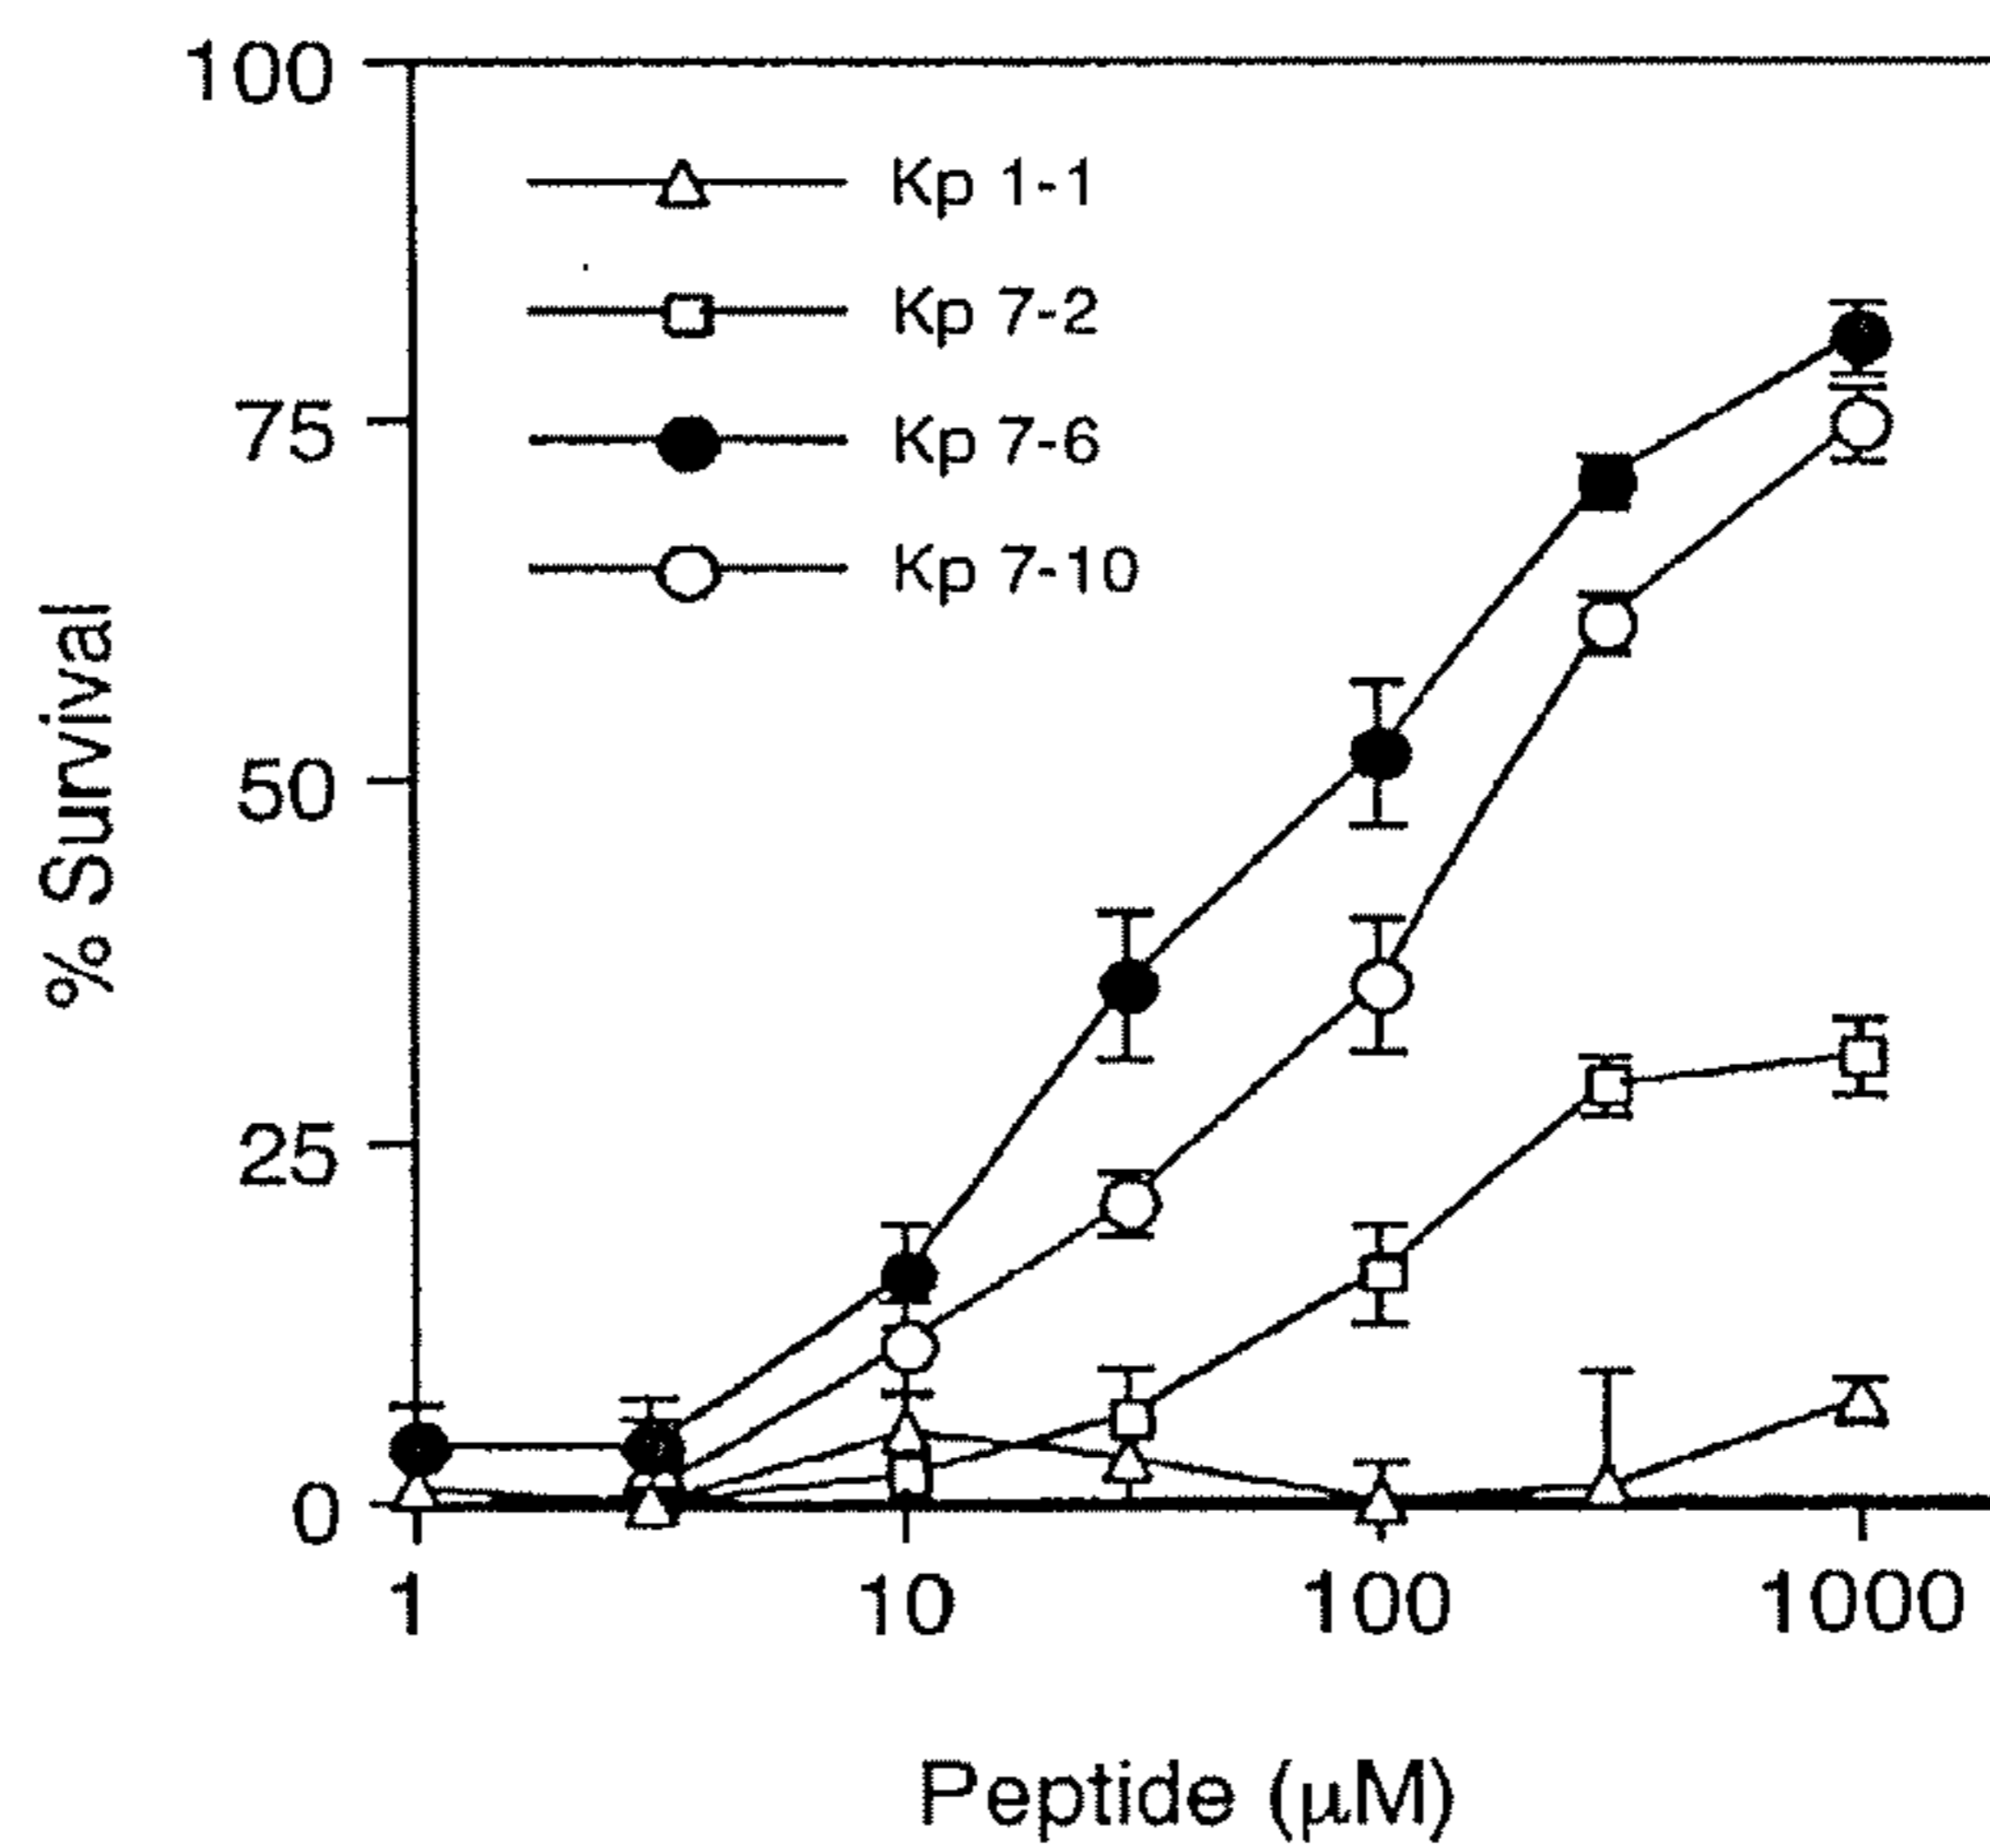 100
75
50
25
0
% Survival
Kp 1-1
Kp 7-2
Kp 7-6
Kp 7-10
1 10 100 1000
Peptide (μM)